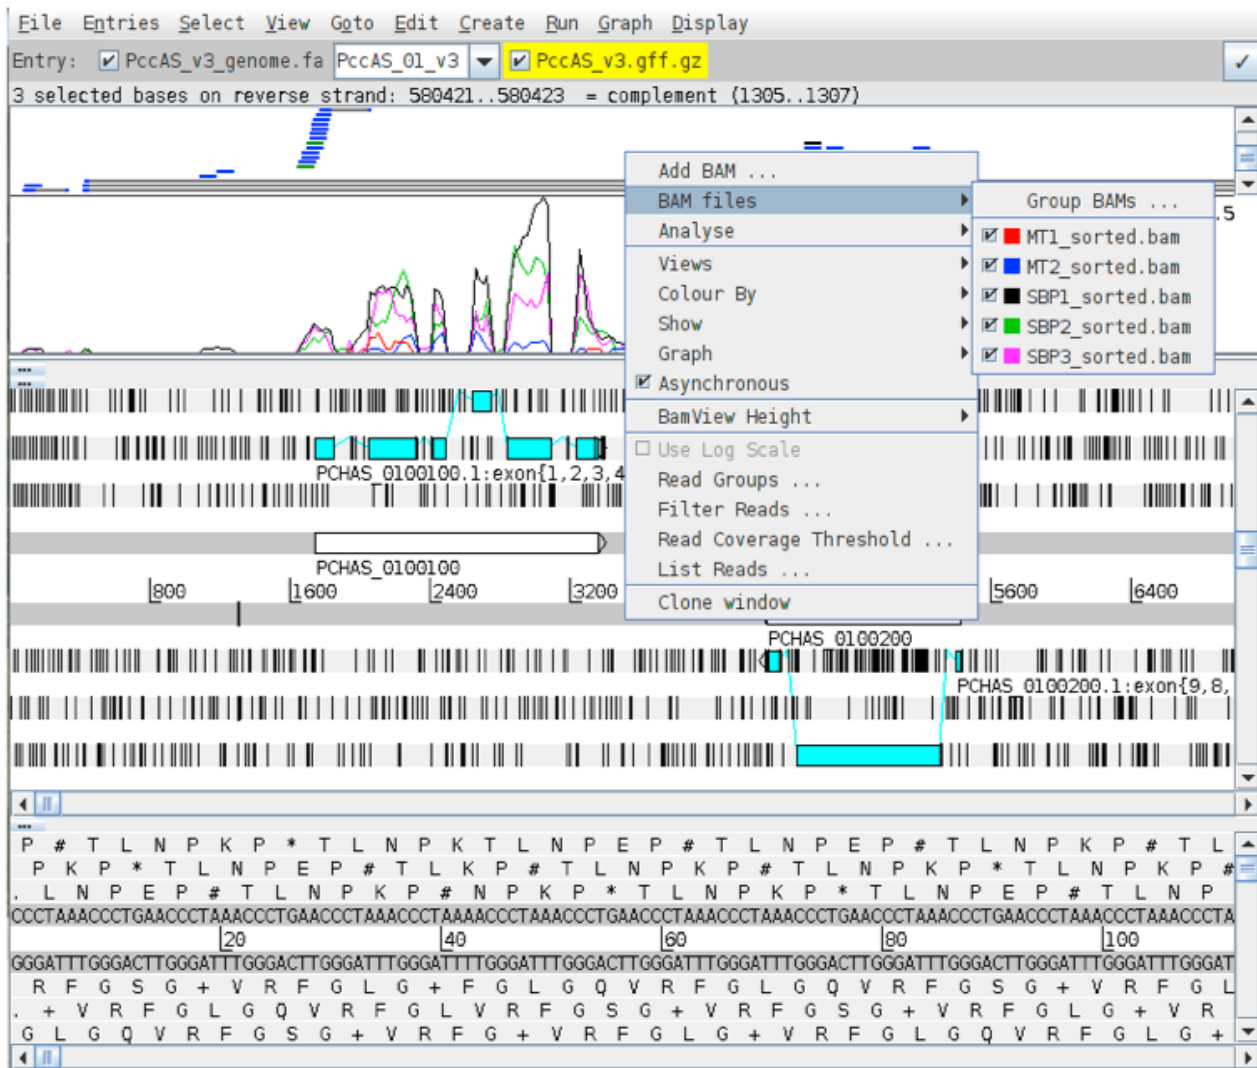 File Entries Select View Goto Edit Create Run Graph Display
Entry: PccAS_v3_genome.fa PccAS_01_v3 PccAS_v3.gff.gz
3 selected bases on reverse strand: 580421..580423 = complement (1305..1307)
Add BAM ...
BAM files
Analyse
Views
Colour By
Show
Graph
Asynchronous
BamView Height
Use Log Scale
Read Groups ...
Filter Reads ...
Read Coverage Threshold ...
List Reads ...
Clone window
Group BAMs ...
MT1_sorted.bam
MT2_sorted.bam
SBP1_sorted.bam
SBP2_sorted.bam
SBP3_sorted.bam
.5
PCHAS_0100100.1:exon{1,2,3,4
PCHAS_0100100
800 1600 2400 3200 5600 6400
PCHAS_0100200
PCHAS_0100200.1:exon{9,8,
P # T L N P K P * T L N P K T L N P E P # T L N P E P # T L N P K P # T L
P K P * T L N P E P # T L K P # T L N P K P # T L N P K P * T L N P K P #
. L N P E P # T L N P K P # N P K P * T L N P K P * T L N P E P # T L N P
CCCTAAACCCTGAACCCTAAACCCTGAACCCTAAACCCTAAAACCCTAAACCCTGAACCCTAAACCCTAAACCCTGAACCCTAAACCCTGAACCCTAAACCCTAAACCCTA
20 40 60 80 100
GGGATTTGGGACTTGGGATTTGGGACTTGGGATTTGGGATTTTGGGATTTGGGACTTGGGATTTGGGATTTGGGACTTGGGATTTGGGACTTGGGATTTGGGATTTGGGAT
R F G S G + V R F G L G + F G L G Q V R F G L G Q V R F G S G + V R F G L
. + V R F G L G Q V R F G L V R F G S G + V R F G S G + V R F G L G + V R
G L G Q V R F G S G + V R F G + V R F G L G + V R F G L G Q V R F G L G +